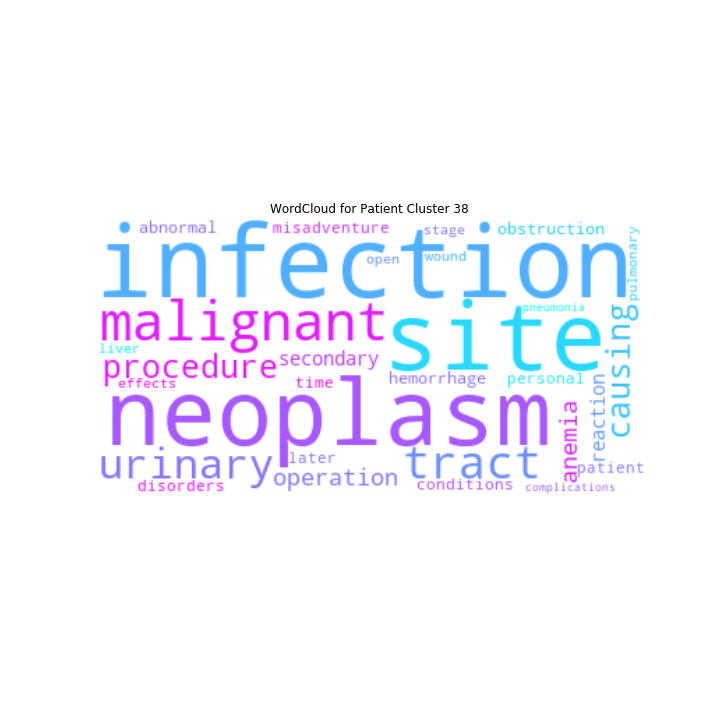 WordCloud for Patient Cluster 38
abnormal misadventure stage obstruction
infection
open wound
pulmonary
malignant
site
pneumonia
causing
liver
procedure
secondary
effects
time
hemorrhage
personal
neoplasm
reaction
anemia
urinary
later
tract
operation
patient
disorders
conditions
complications